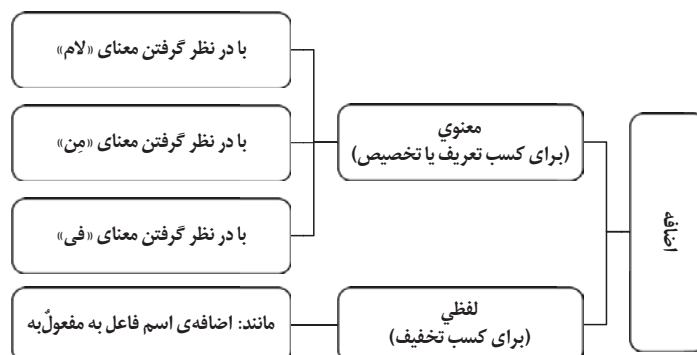 اضافه
معنوي
(برای کسب تعریف یا تخصیص)
با در نظر گرفتن معنای «لام»
با در نظر گرفتن معنای «مِن»
با در نظر گرفتن معنای «فی»
لفظي
(برای کسب تخفیف)
مانند: اضافه‌ی اسم فاعل به مفعولٌ‌به